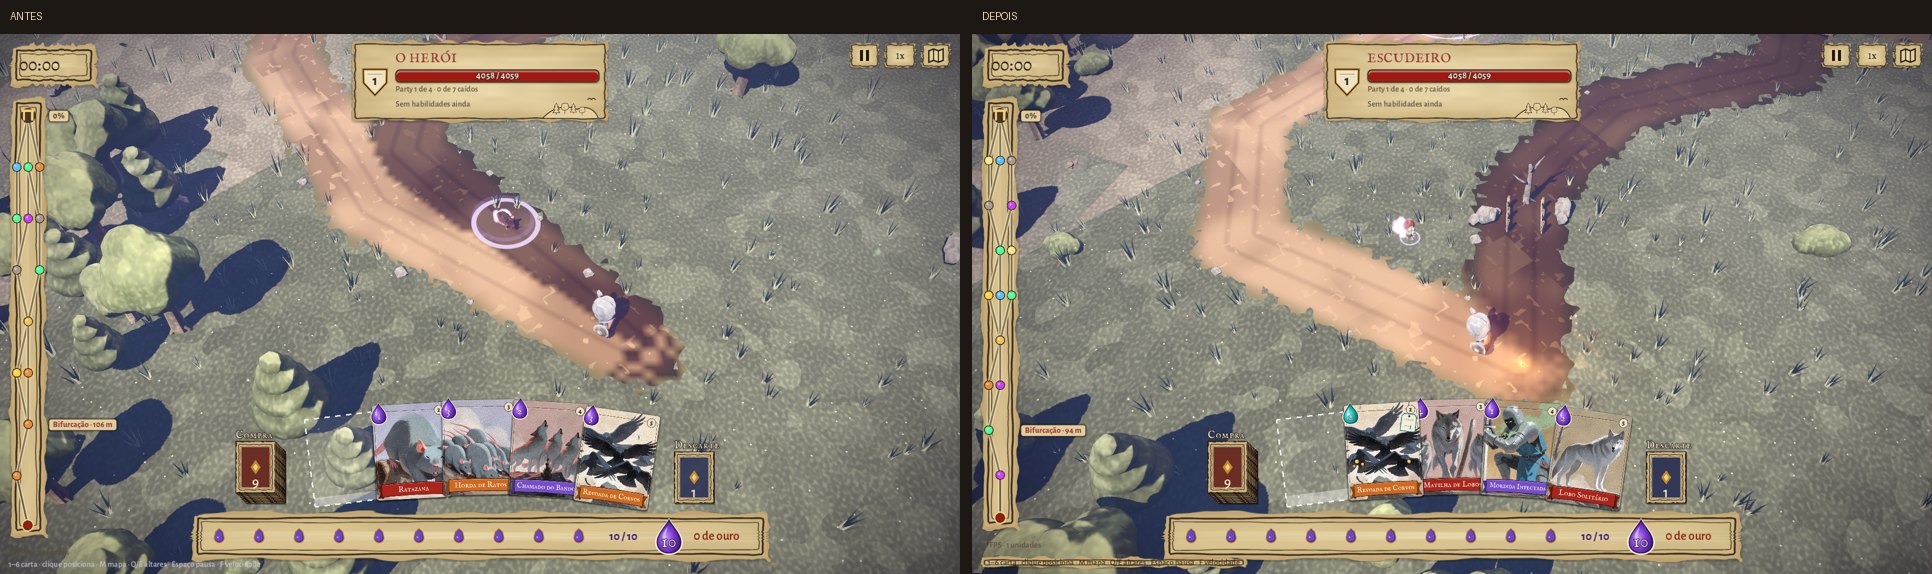 ANTES
00:00
O HERÓI
4058 / 4059
1
Party 1 de 4 · 0 de 7 caídos
Sem habilidades ainda
1x
0%
Bifurcação · 106 m
Compra
9
Ratazana
Horda de Ratos
Revoada de Corvos
Descarte
1
10 / 10
10
0 de ouro
DEPOIS
00:00
ESCUDEIRO
4058 / 4059
1
Party 1 de 4 · 0 de 7 caídos
Sem habilidades ainda
1x
0%
Bifurcação · 94 m
Compra
9
Revoada de Corvos
Matilha de Lobos
Mordida Infectada
Lobo Solitário
Descarte
1
10 / 10
10
0 de ouro